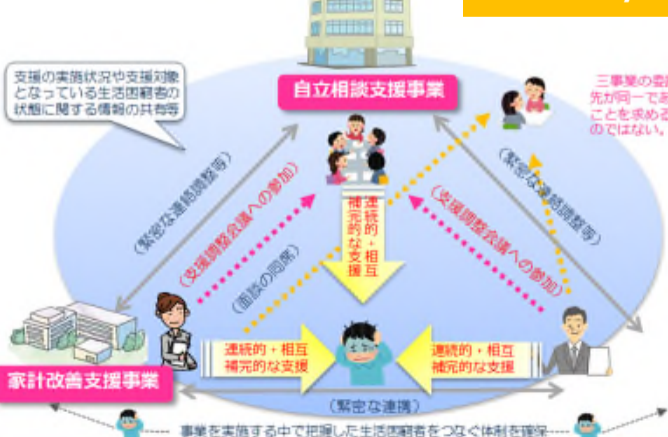 支援の実施状況や支援対象
となっている生活困窮者の
状態に関する情報の共有等
自立相談支援事業
三事業の委託
先が同一であ
ることを求める
のではない。
(緊密な連絡調整等)
(支援調整会議への参加)
(面談の同席)
連続的・相互
補完的な支援
(支援調整会議への参加)
(緊密な連絡調整等)
連続的・相互
補完的な支援
連続的・相互
補完的な支援
家計改善支援事業
(緊密な連携)
事業を実施する中で把握した生活困窮者をつなぐ体制を確保